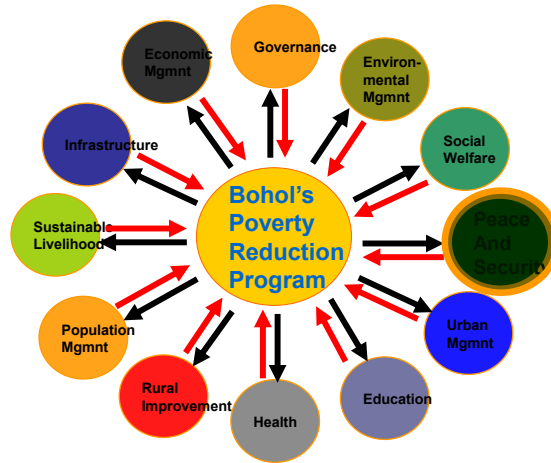 Governance
Economic
Mgmnt
Environ-
mental
Mgmnt
Infrastructure
Social
Welfare
Bohol's
Poverty
Reduction
Program
Sustainable
Livelihood
Peace
And
Security
Population
Mgmnt
Urban
Mgmnt
Rural
Improvement
Health
Education